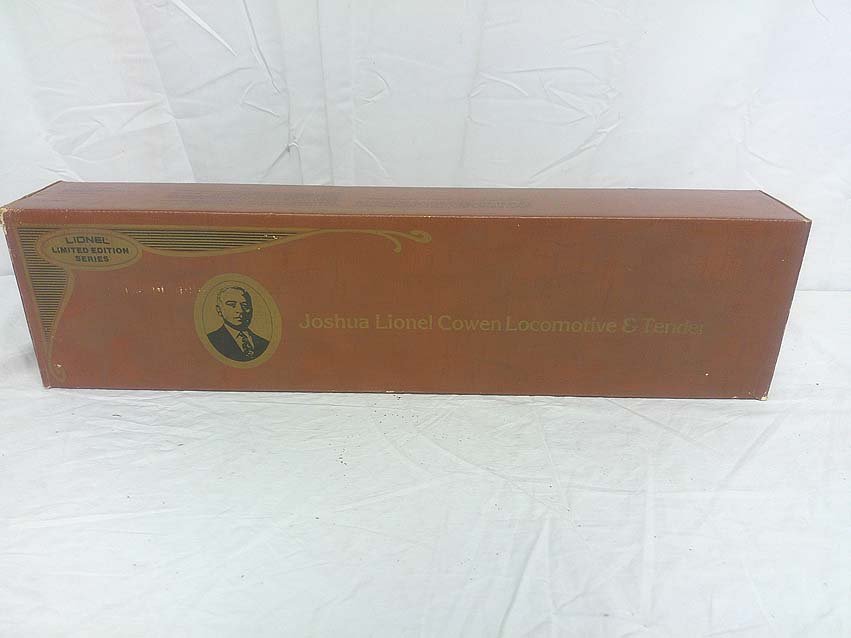 LIONEL
LIMITED EDITION
SERIES
Joshua Lionel Cowen Locomotive & Tender